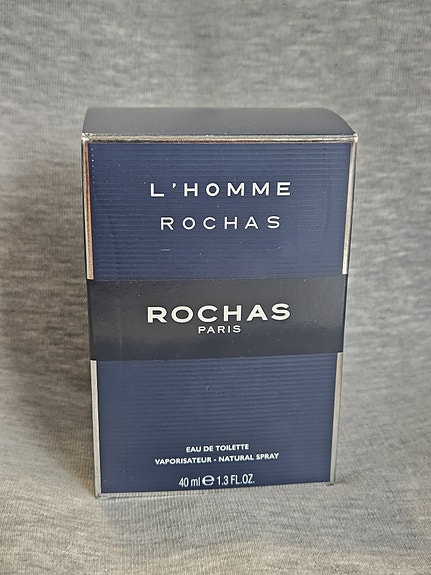 L'HOMME
ROCHAS
ROCHAS
PARIS
EAU DE TOILETTE
VAPORISATEUR - NATURAL SPRAY
40 ml ℮ 1.3 FL.OZ.